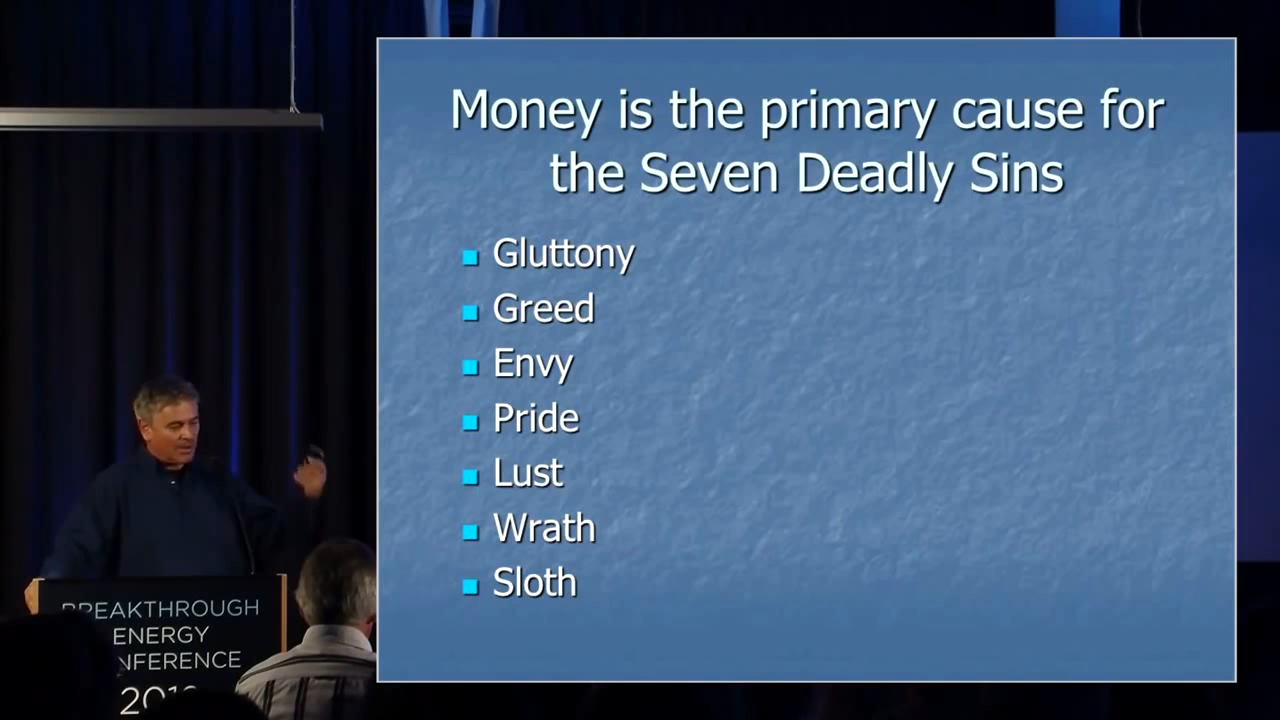 Money is the primary cause for
the Seven Deadly Sins
Gluttony
Greed
Envy
Pride
Lust
Wrath
Sloth
BREAKTHROUGH
ENERGY